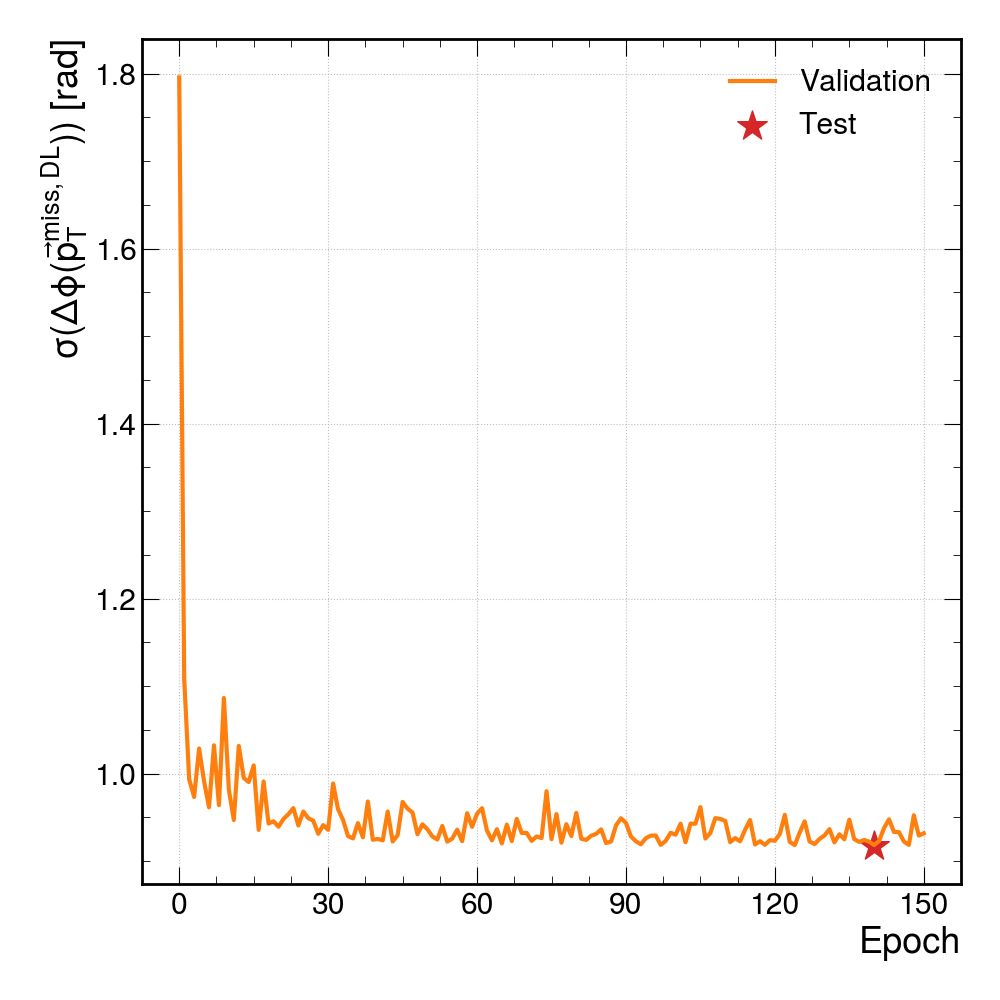 σ(Δϕ(p⃗_T^{miss, DL})) [rad]
Validation
Test
1.8
1.6
1.4
1.2
1.0
0 30 60 90 120 150
Epoch